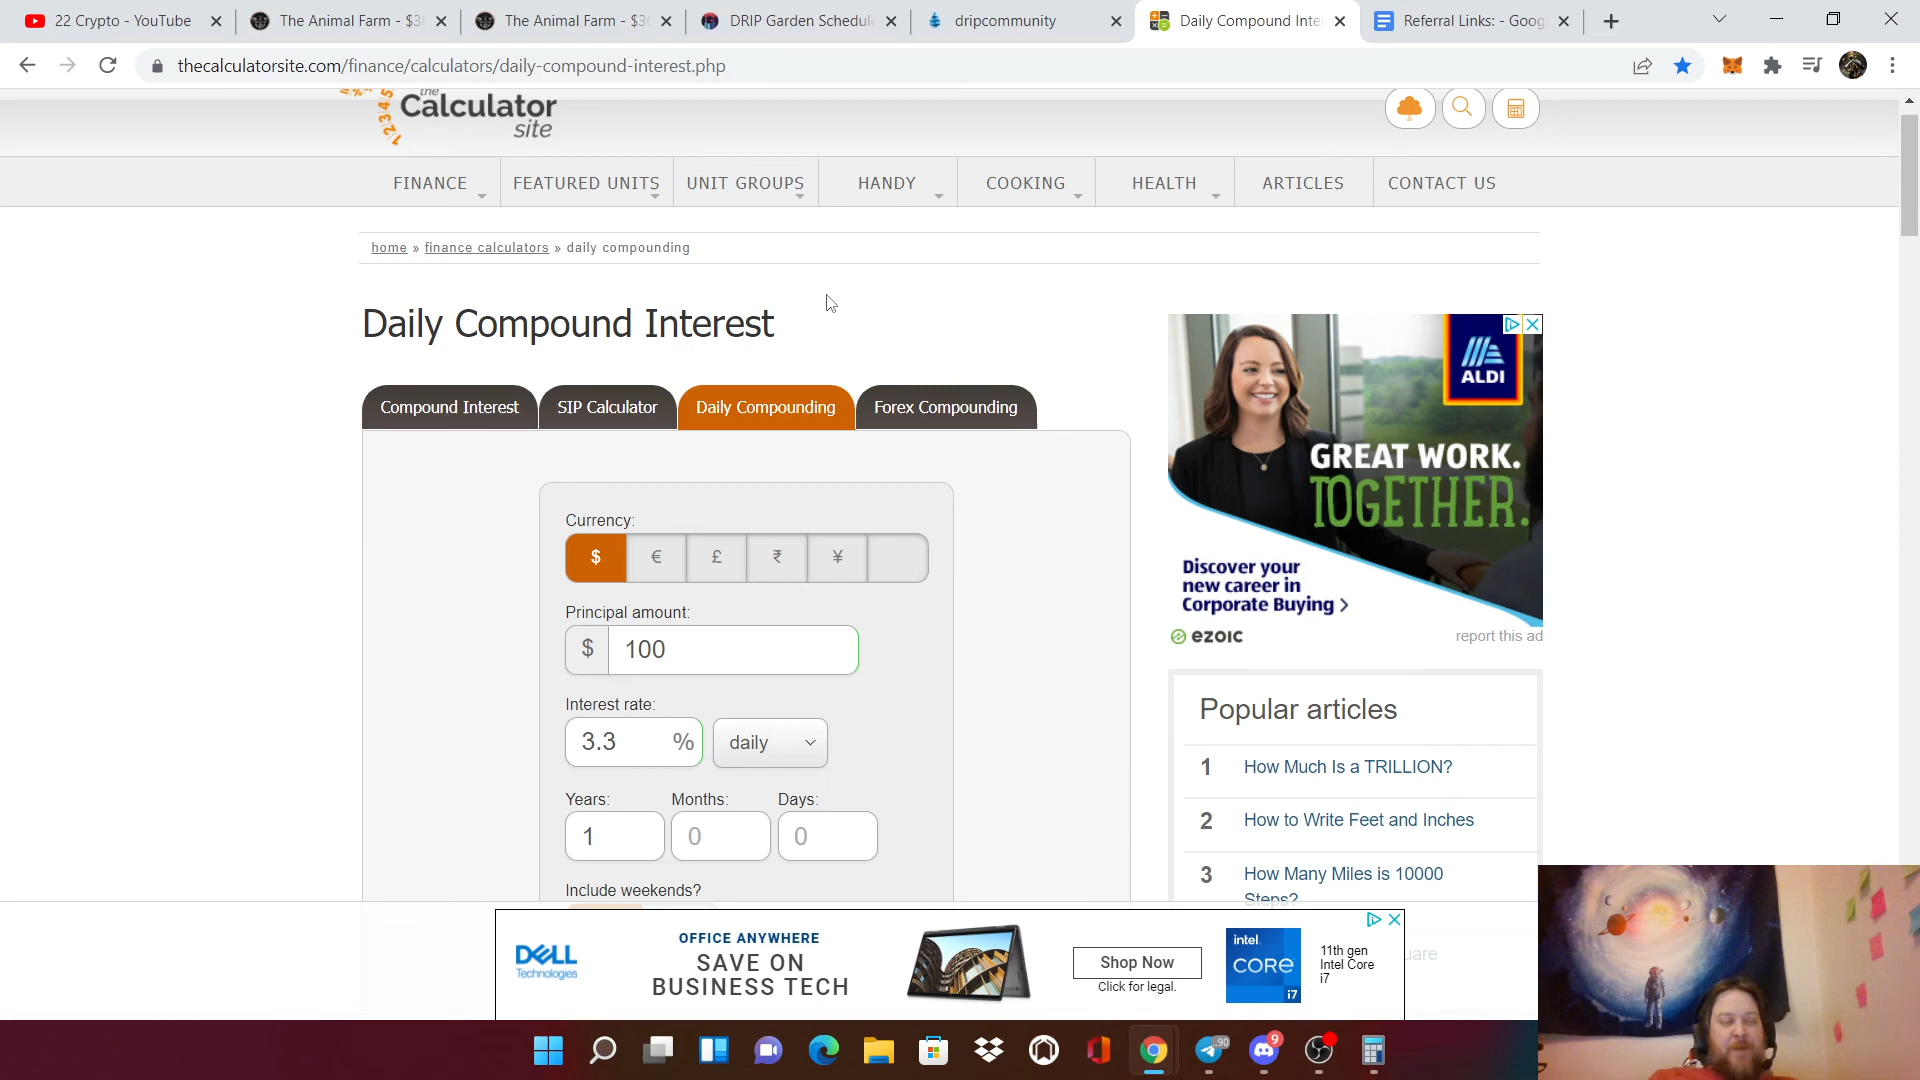 22 Crypto - YouTube
The Animal Farm - $3
The Animal Farm - $3
DRIP Garden Schedule
dripcommunity
Daily Compound Inte
Referral Links: - Goog
thecalculatorsite.com/finance/calculators/daily-compound-interest.php
the
Calculator
site
FINANCE
FEATURED UNITS
UNIT GROUPS
HANDY
COOKING
HEALTH
ARTICLES
CONTACT US
home » finance calculators » daily compounding
Daily Compound Interest
Compound Interest
SIP Calculator
Daily Compounding
Forex Compounding
Currency:
$ € £ ₹ ¥
Principal amount:
$ 100
Interest rate:
3.3 %
daily
Years: Months: Days:
1 0 0
Include weekends?
ALDI
GREAT WORK.
TOGETHER.
Discover your
new career in
Corporate Buying >
ezoic
report this ad
Popular articles
1 How Much Is a TRILLION?
2 How to Write Feet and Inches
3 How Many Miles is 10000
Steps?
uare
DELL
Technologies
OFFICE ANYWHERE
SAVE ON
BUSINESS TECH
Shop Now
Click for legal.
intel
CORE
i7
11th gen
Intel Core
i7
90
9